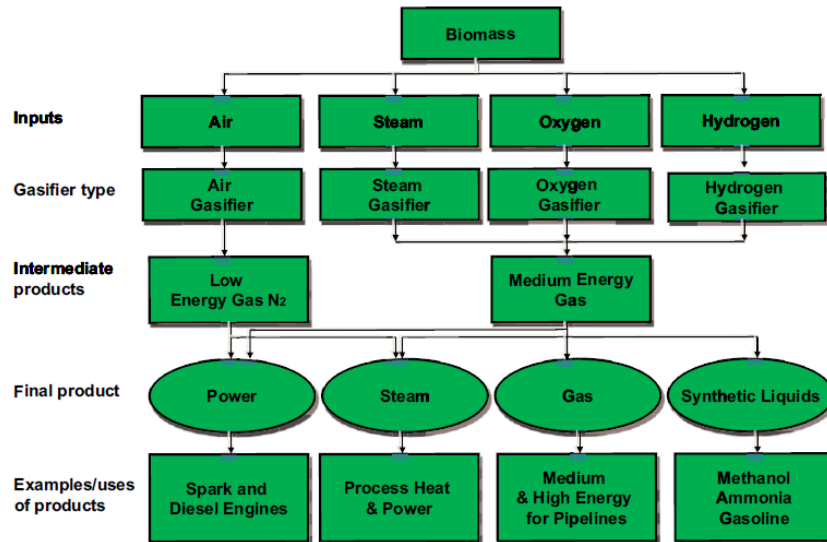 Biomass
Inputs
Air
Steam
Oxygen
Hydrogen
Gasifier type
Air
Gasifier
Steam
Gasifier
Oxygen
Gasifier
Hydrogen
Gasifier
Intermediate
products
Low
Energy Gas N₂
Medium Energy
Gas
Final product
Power
Steam
Gas
Synthetic Liquids
Examples/uses
of products
Spark and
Diesel Engines
Process Heat
& Power
Medium
& High Energy
for Pipelines
Methanol
Ammonia
Gasoline